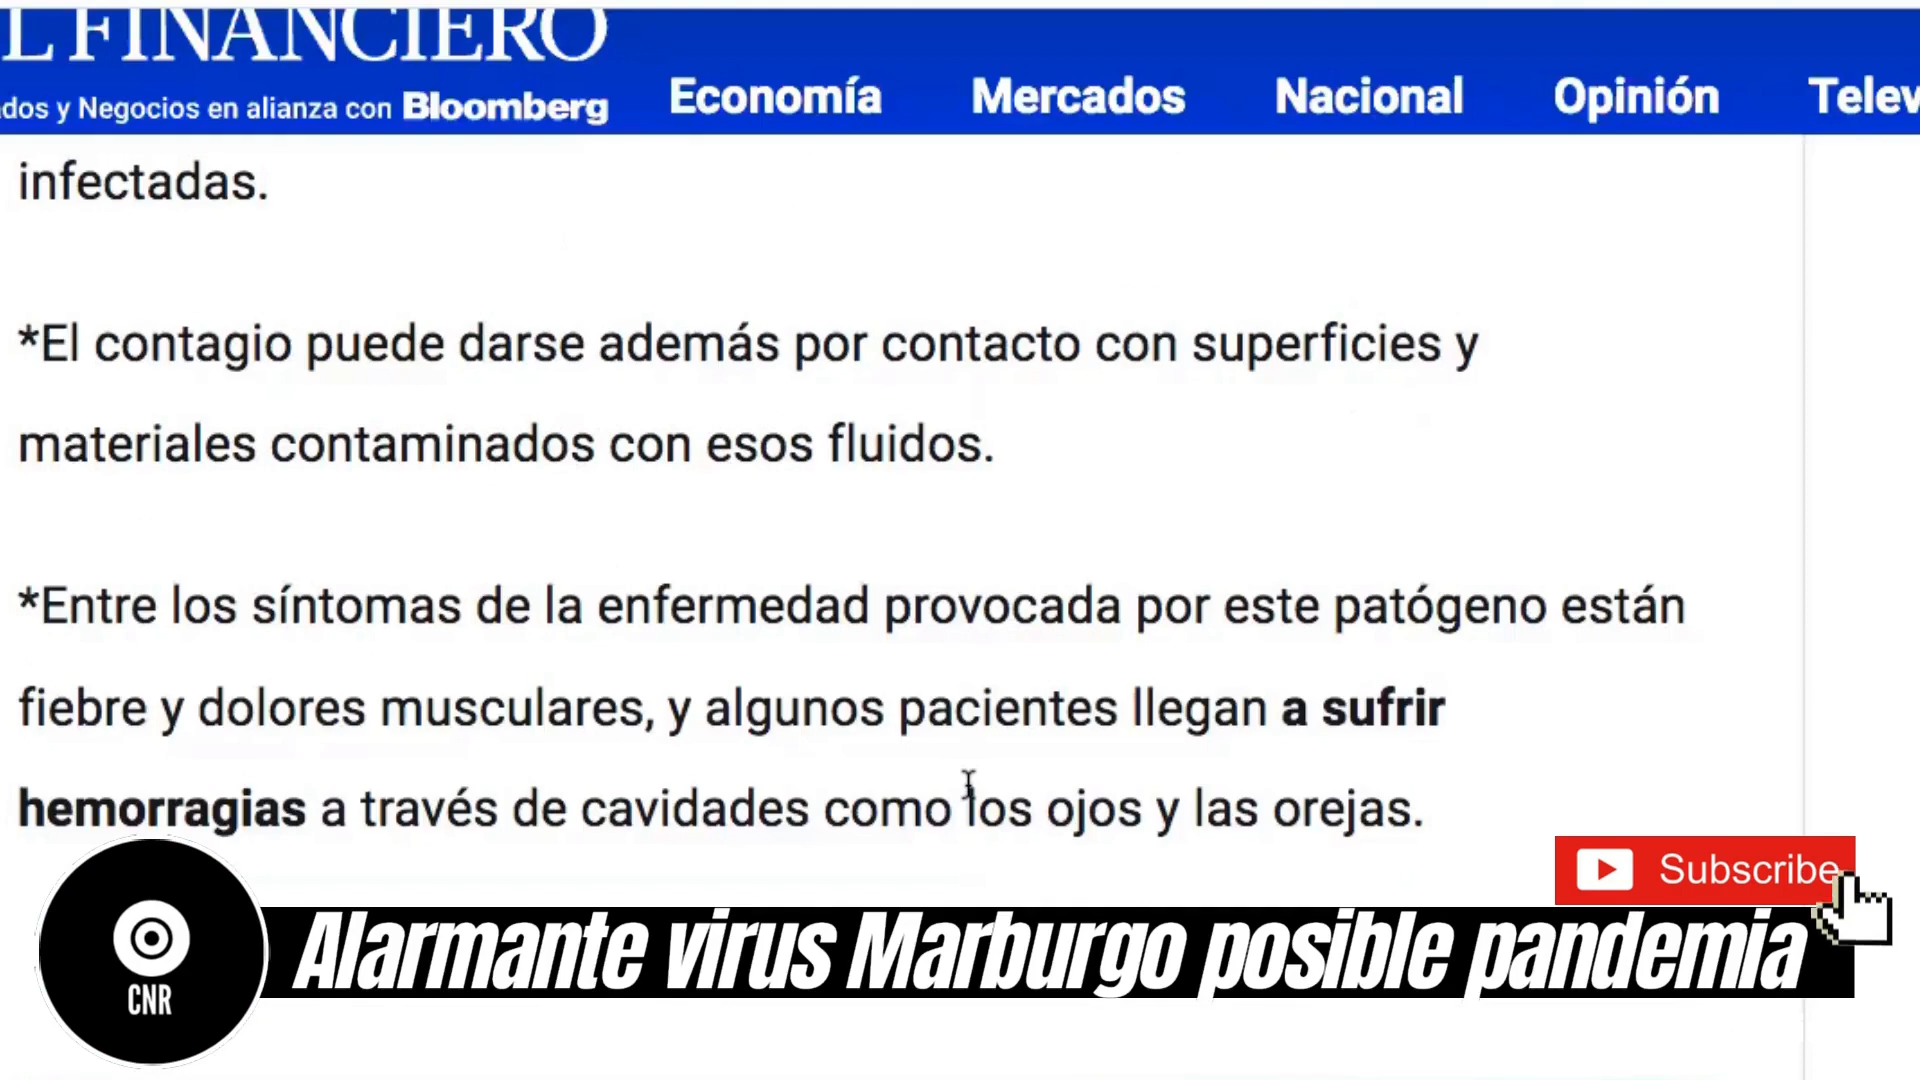 L FINANCIERO
dos y Negocios en alianza con Bloomberg
Economía Mercados Nacional Opinión Telev
infectadas.
*El contagio puede darse además por contacto con superficies y
materiales contaminados con esos fluidos.
*Entre los síntomas de la enfermedad provocada por este patógeno están
fiebre y dolores musculares, y algunos pacientes llegan a sufrir
hemorragias a través de cavidades como los ojos y las orejas.
Subscribe
Alarmante virus Marburgo posible pandemia
CNR